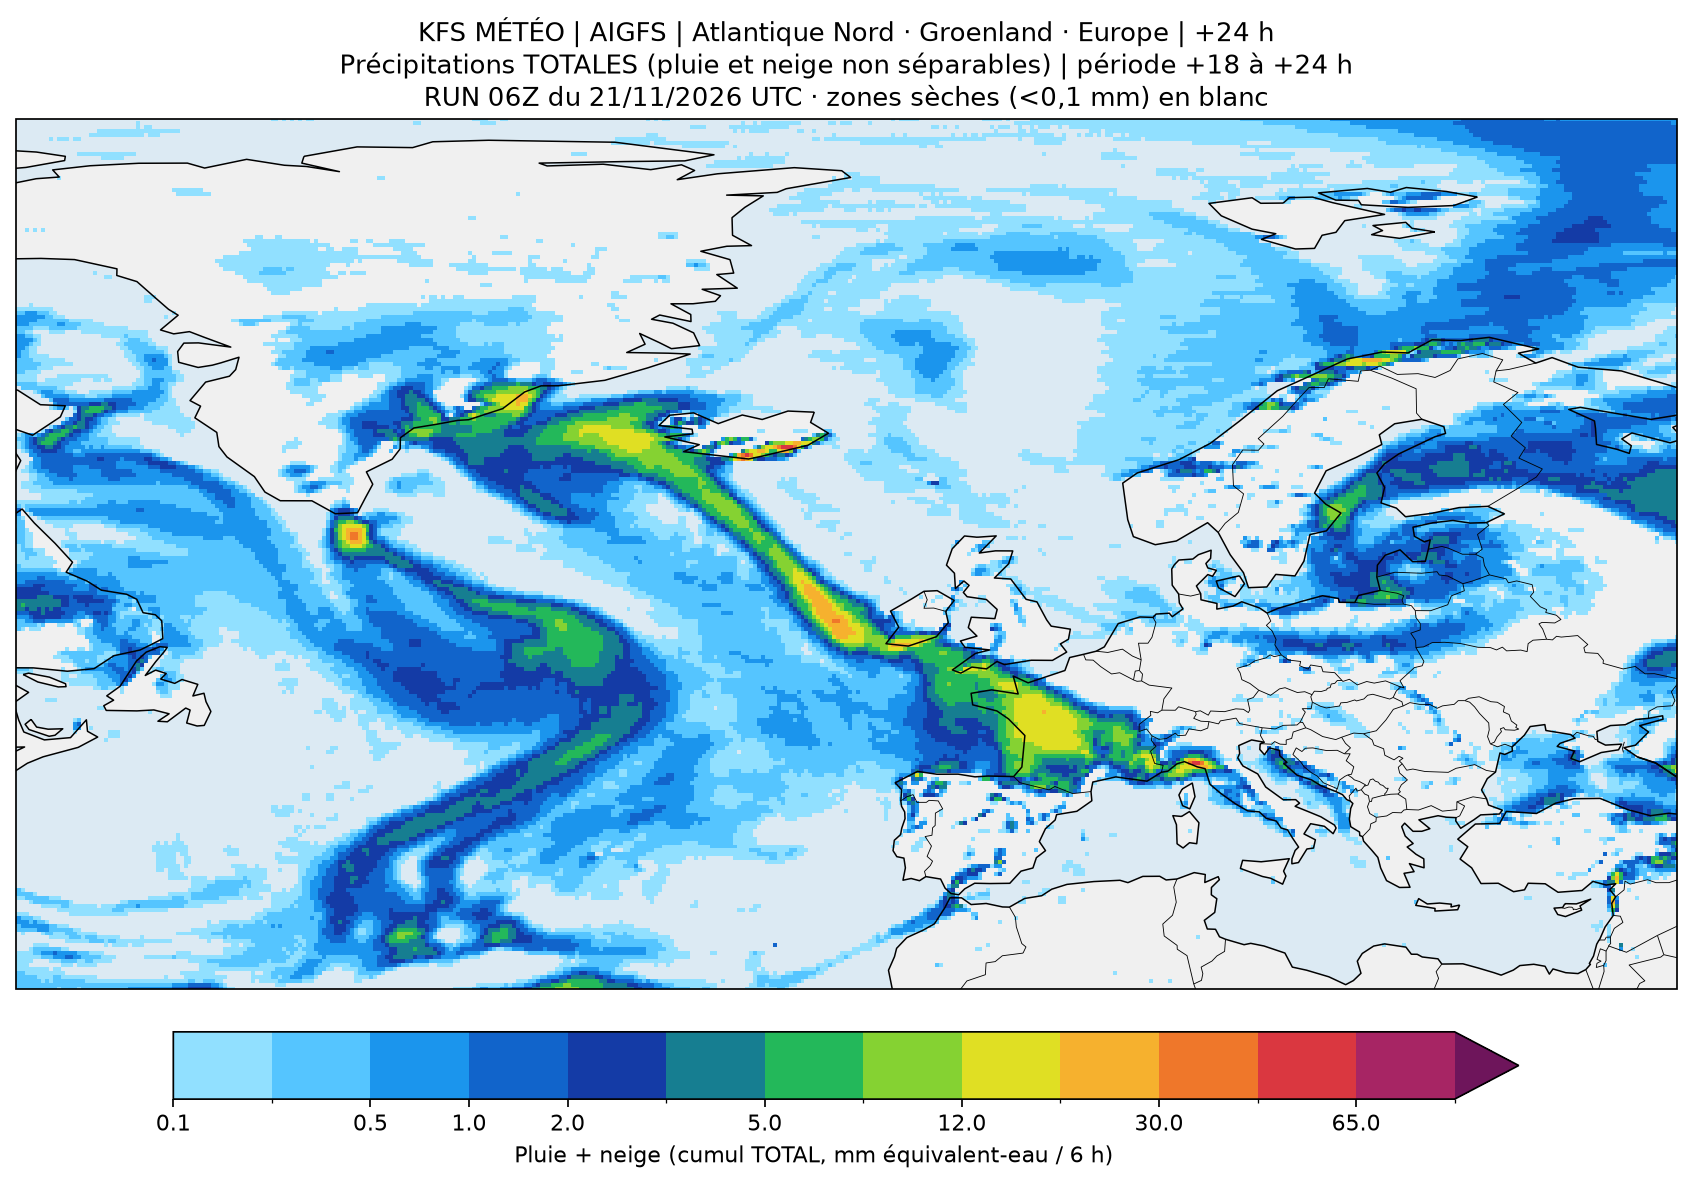 KFS MÉTÉO | AIGFS | Atlantique Nord · Groenland · Europe | +24 h
Précipitations TOTALES (pluie et neige non séparables) | période +18 à +24 h
RUN 06Z du 21/11/2026 UTC · zones sèches (<0,1 mm) en blanc
0.1 0.5 1.0 2.0 5.0 12.0 30.0 65.0
Pluie + neige (cumul TOTAL, mm équivalent-eau / 6 h)